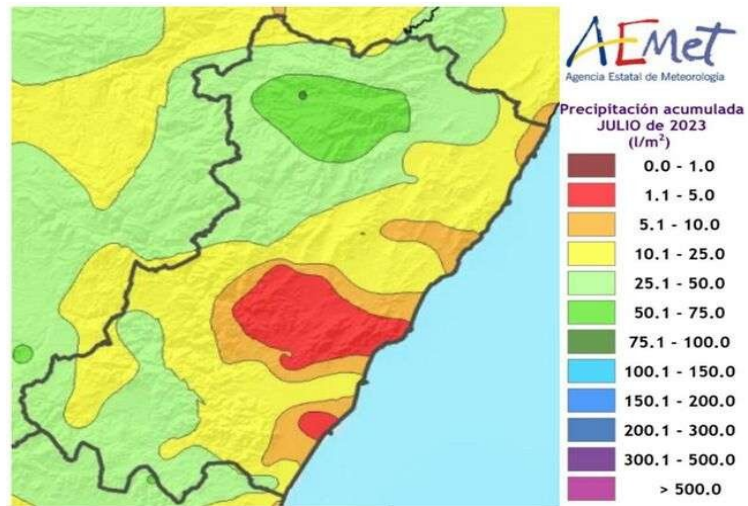 AEMet
Agencia Estatal de Meteorología
Precipitación acumulada
JULIO de 2023
(l/m²)
0.0 - 1.0
1.1 - 5.0
5.1 - 10.0
10.1 - 25.0
25.1 - 50.0
50.1 - 75.0
75.1 - 100.0
100.1 - 150.0
150.1 - 200.0
200.1 - 300.0
300.1 - 500.0
> 500.0